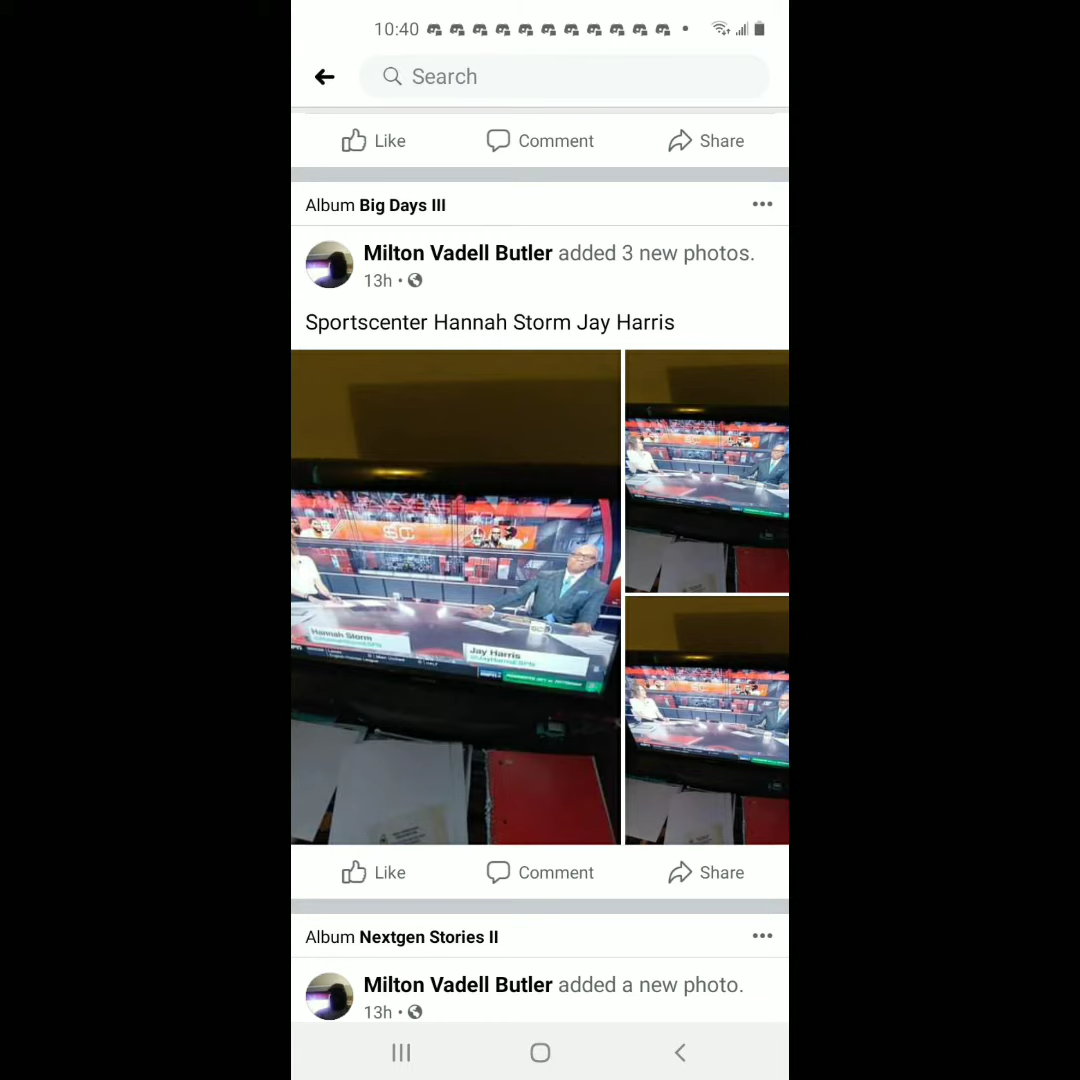 10:40
Search
Like Comment Share
Album Big Days III
Milton Vadell Butler added 3 new photos.
13h
Sportscenter Hannah Storm Jay Harris
SC
Hannah Storm
Jay Harris
Like Comment Share
Album Nextgen Stories II
Milton Vadell Butler added a new photo.
13h